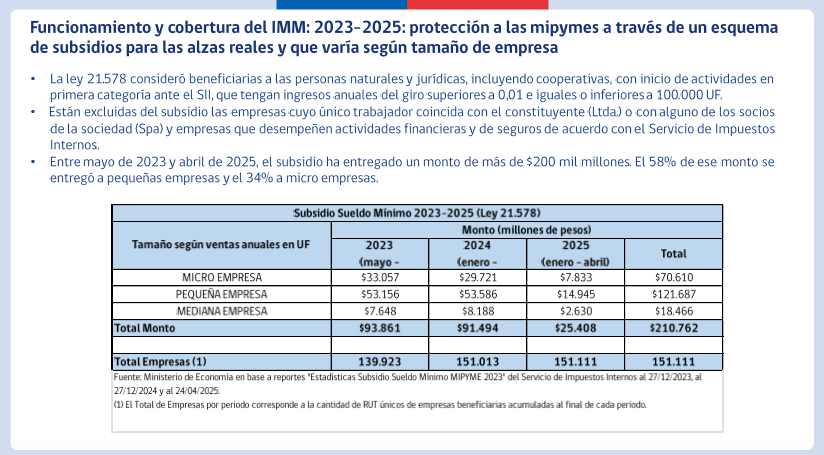 Funcionamiento y cobertura del IMM: 2023-2025: protección a las mipymes a través de un esquema
de subsidios para las alzas reales y que varía según tamaño de empresa
• La ley 21.578 consideró beneficiarias a las personas naturales y jurídicas, incluyendo cooperativas, con inicio de actividades en
primera categoría ante el SII, que tengan ingresos anuales del giro superiores a 0,01 e iguales o inferiores a 100.000 UF.
• Están excluidas del subsidio las empresas cuyo único trabajador coincida con el constituyente (Ltda.) o con alguno de los socios
de la sociedad (Spa) y empresas que desempeñen actividades financieras y de seguros de acuerdo con el Servicio de Impuestos
Internos.
• Entre mayo de 2023 y abril de 2025, el subsidio ha entregado un monto de más de $200 mil millones. El 58% de ese monto se
entregó a pequeñas empresas y el 34% a micro empresas.
Subsidio Sueldo Mínimo 2023-2025 (Ley 21.578)
Tamaño según ventas anuales en UF
Monto (millones de pesos)
2023 2024 2025 Total
(mayo - (enero - (enero - abril)
MICRO EMPRESA $33.057 $29.721 $7.833 $70.610
PEQUEÑA EMPRESA $53.156 $53.586 $14.945 $121.687
MEDIANA EMPRESA $7.648 $8.188 $2.630 $18.466
Total Monto $93.861 $91.494 $25.408 $210.762
Total Empresas (1) 139.923 151.013 151.111 151.111
Fuente: Ministerio de Economía en base a reportes "Estadísticas Subsidio Sueldo Mínimo MIPYME 2023" del Servicio de Impuestos Internos al 27/12/2023, al
27/12/2024 y al 24/04/2025.
(1) El Total de Empresas por periodo corresponde a la cantidad de RUT únicos de empresas beneficiarias acumuladas al final de cada periodo.